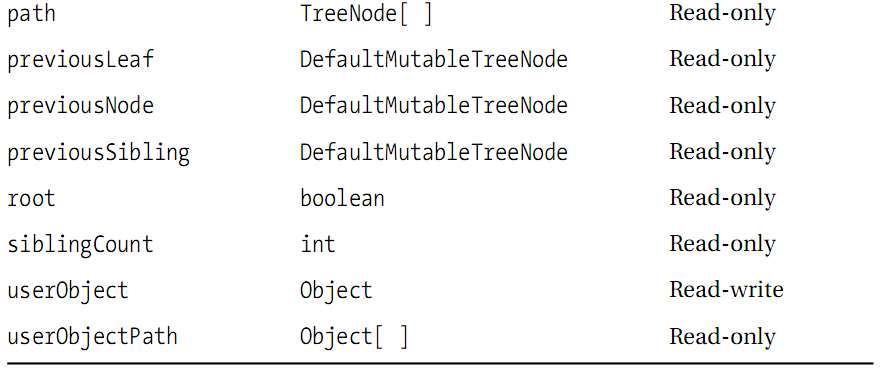 path TreeNode[ ] Read-only
previousLeaf DefaultMutableTreeNode Read-only
previousNode DefaultMutableTreeNode Read-only
previousSibling DefaultMutableTreeNode Read-only
root boolean Read-only
siblingCount int Read-only
userObject Object Read-write
userObjectPath Object[ ] Read-only